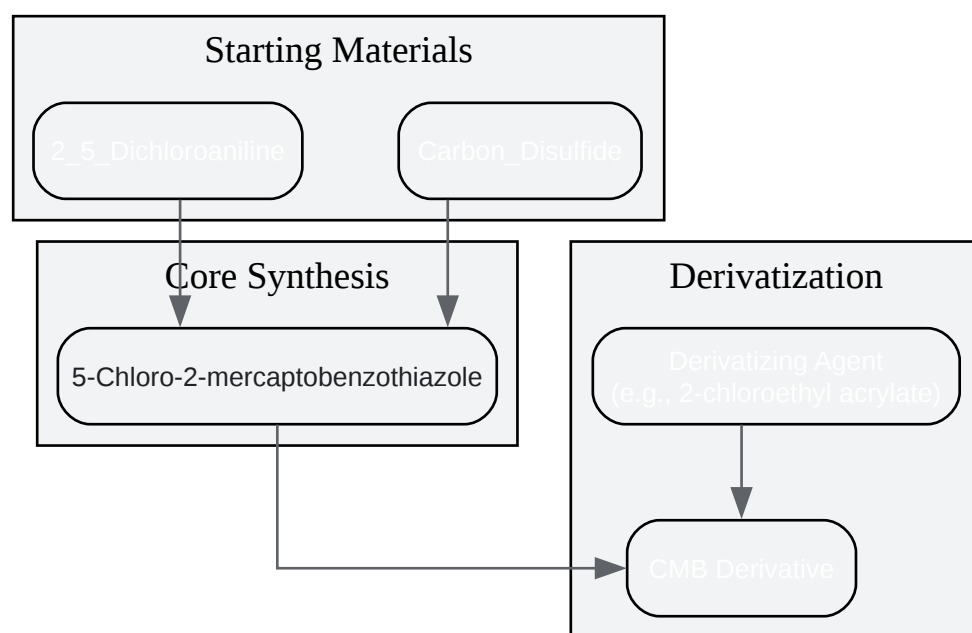 Starting Materials
2_5_Dichloroaniline
Carbon_Disulfide
Core Synthesis
5-Chloro-2-mercaptobenzothiazole
Derivatization
Derivatizing Agent
(e.g., 2-chloroethyl acrylate)
CMB Derivative